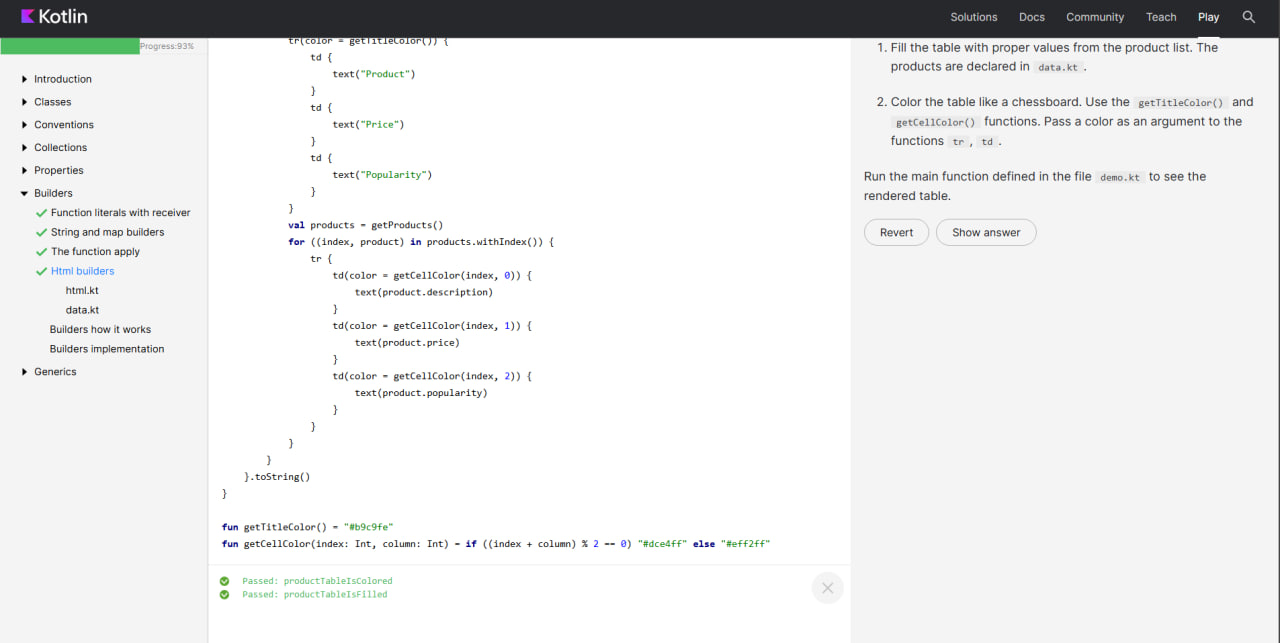 Kotlin
Solutions Docs Community Teach Play
Progress:93%
Introduction
Classes
Conventions
Collections
Properties
Builders
Function literals with receiver
String and map builders
The function apply
Html builders
html.kt
data.kt
Builders how it works
Builders implementation
Generics
tr(color = getTitleColor()) {
td {
text("Product")
}
td {
text("Price")
}
td {
text("Popularity")
}
}
val products = getProducts()
for ((index, product) in products.withIndex()) {
tr {
td(color = getCellColor(index, 0)) {
text(product.description)
}
td(color = getCellColor(index, 1)) {
text(product.price)
}
td(color = getCellColor(index, 2)) {
text(product.popularity)
}
}
}
}
}.toString()
}
fun getTitleColor() = "#b9c9fe"
fun getCellColor(index: Int, column: Int) = if ((index + column) % 2 == 0) "#dce4ff" else "#eff2ff"
Passed: productTableIsColored
Passed: productTableIsFilled
1. Fill the table with proper values from the product list. The
products are declared in data.kt .
2. Color the table like a chessboard. Use the getTitleColor() and
getCellColor() functions. Pass a color as an argument to the
functions tr , td .
Run the main function defined in the file demo.kt to see the
rendered table.
Revert Show answer